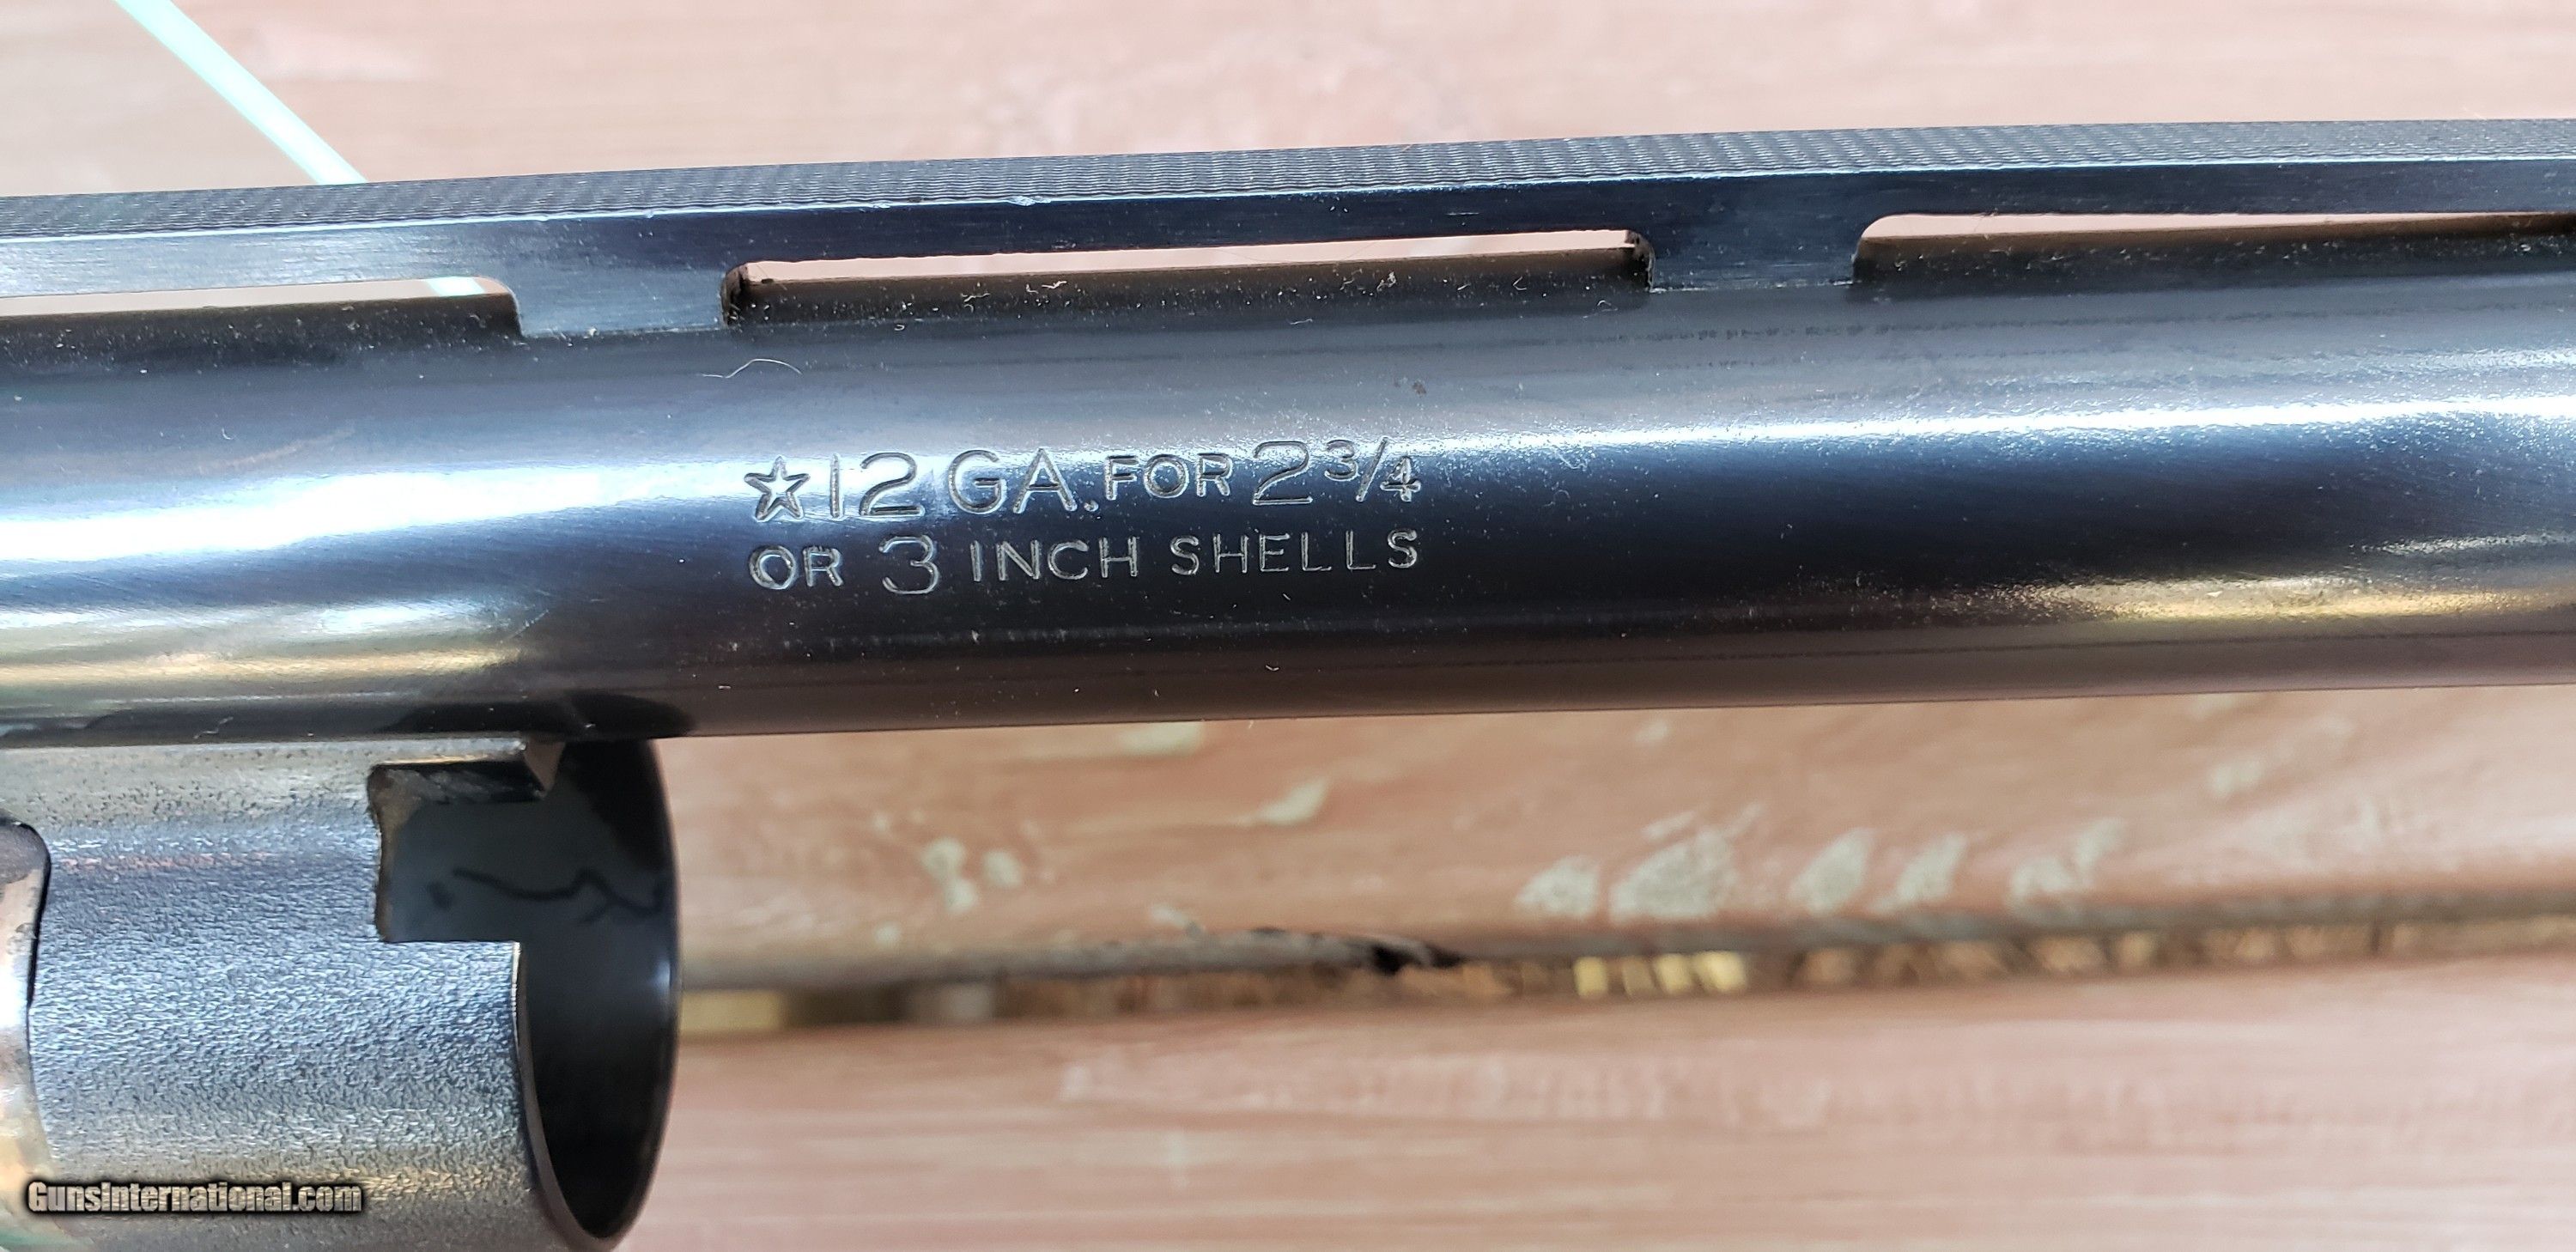 ☆12 GA. FOR 2 3/4
OR 3 INCH SHELLS
GunsInternational.com